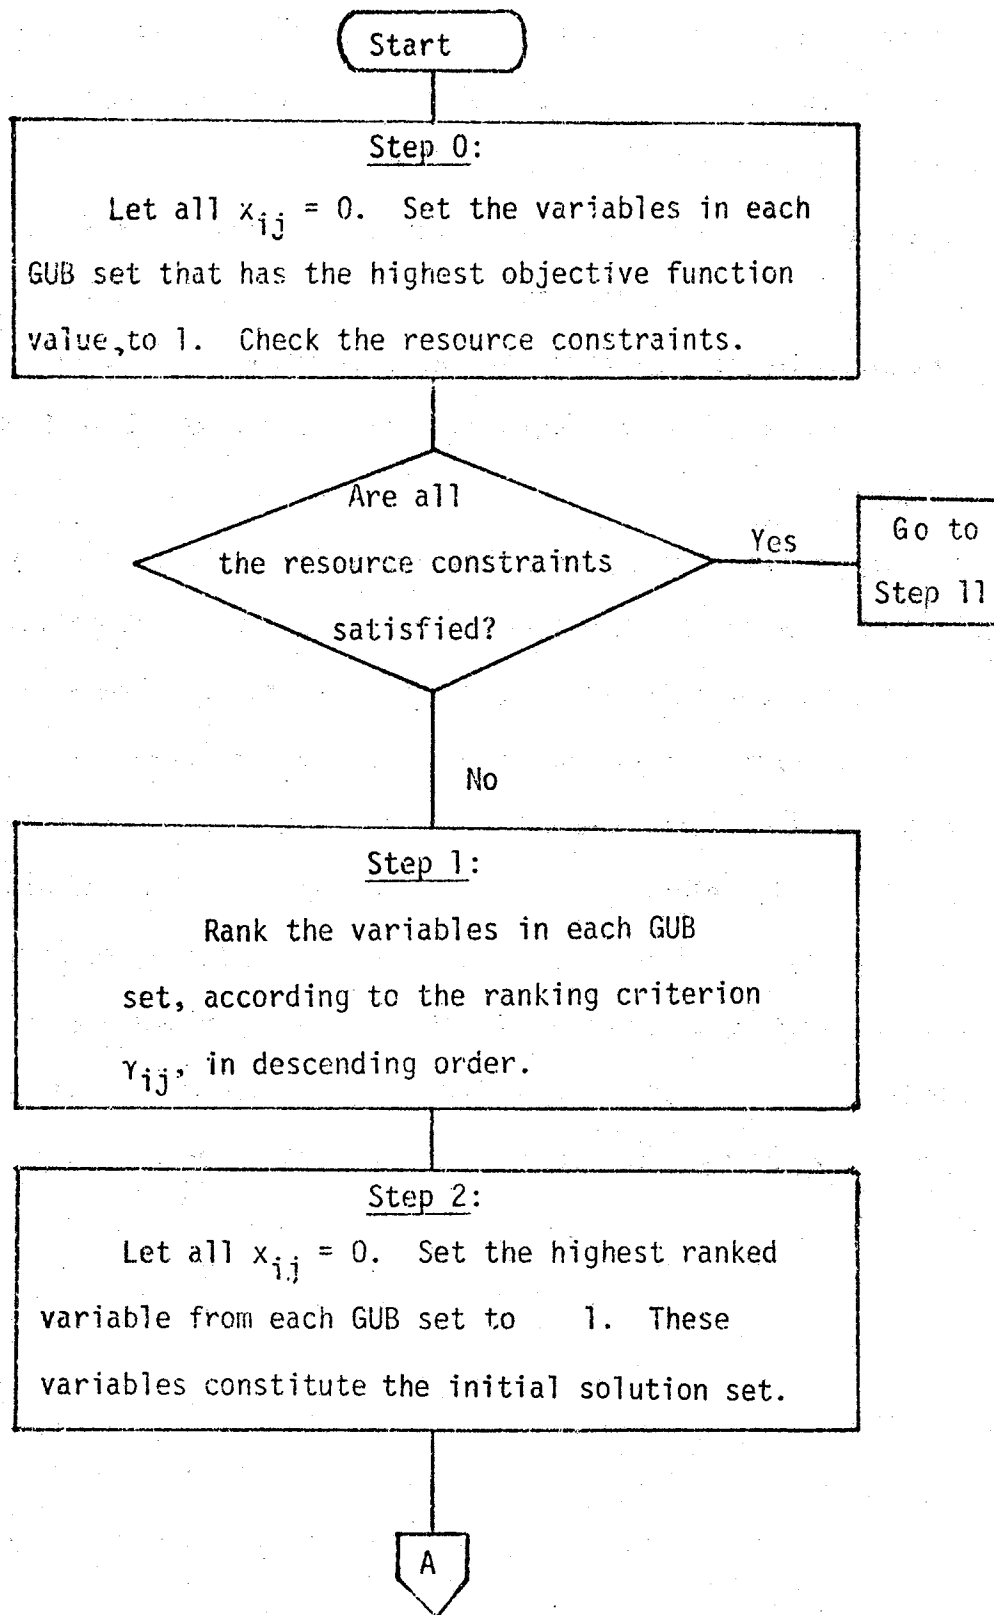 Start
Step 0:
Let all x_ij = 0. Set the variables in each
GUB set that has the highest objective function
value, to 1. Check the resource constraints.
Are all
the resource constraints
satisfied?
Yes
Go to
Step 11
No
Step 1:
Rank the variables in each GUB
set, according to the ranking criterion
γ_ij, in descending order.
Step 2:
Let all x_ij = 0. Set the highest ranked
variable from each GUB set to 1. These
variables constitute the initial solution set.
A